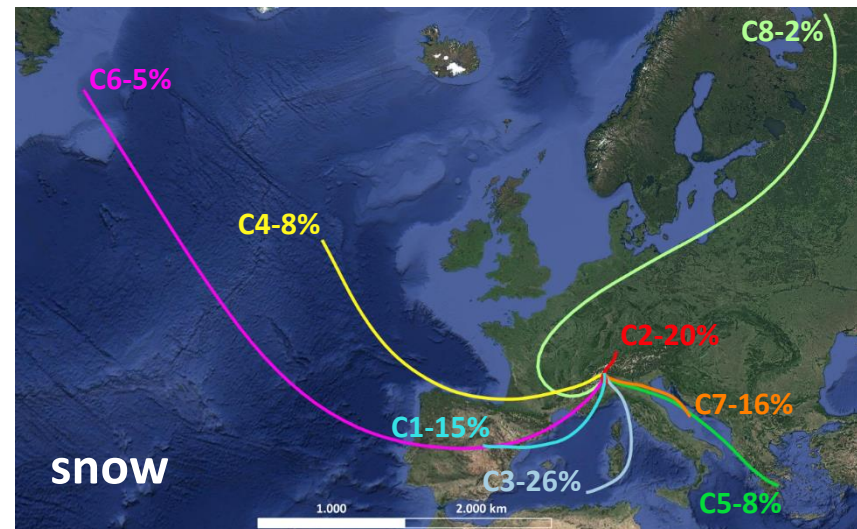 C8-2%
C6-5%
C4-8%
C2-20%
C7-16%
C1-15%
snow
C3-26%
C5-8%
1.000
2.000 km